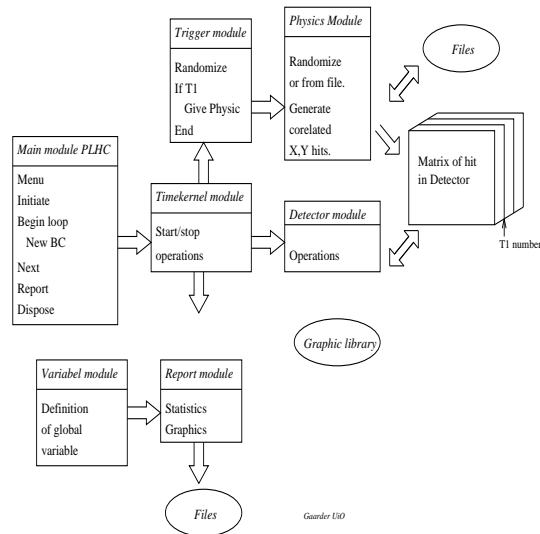 Trigger module
Randomize
If T1
Give Physic
End
Physics Module
Randomize
or from file.
Generate
corelated
X,Y hits.
Files
Main module PLHC
Menu
Initiate
Begin loop
New BC
Next
Report
Dispose
Timekernel module
Start/stop
operations
Detector module
Operations
Matrix of hit
in Detector
T1 number
Graphic library
Variabel module
Definition
of global
variable
Report module
Statistics
Graphics
Files
Gaarder UiO